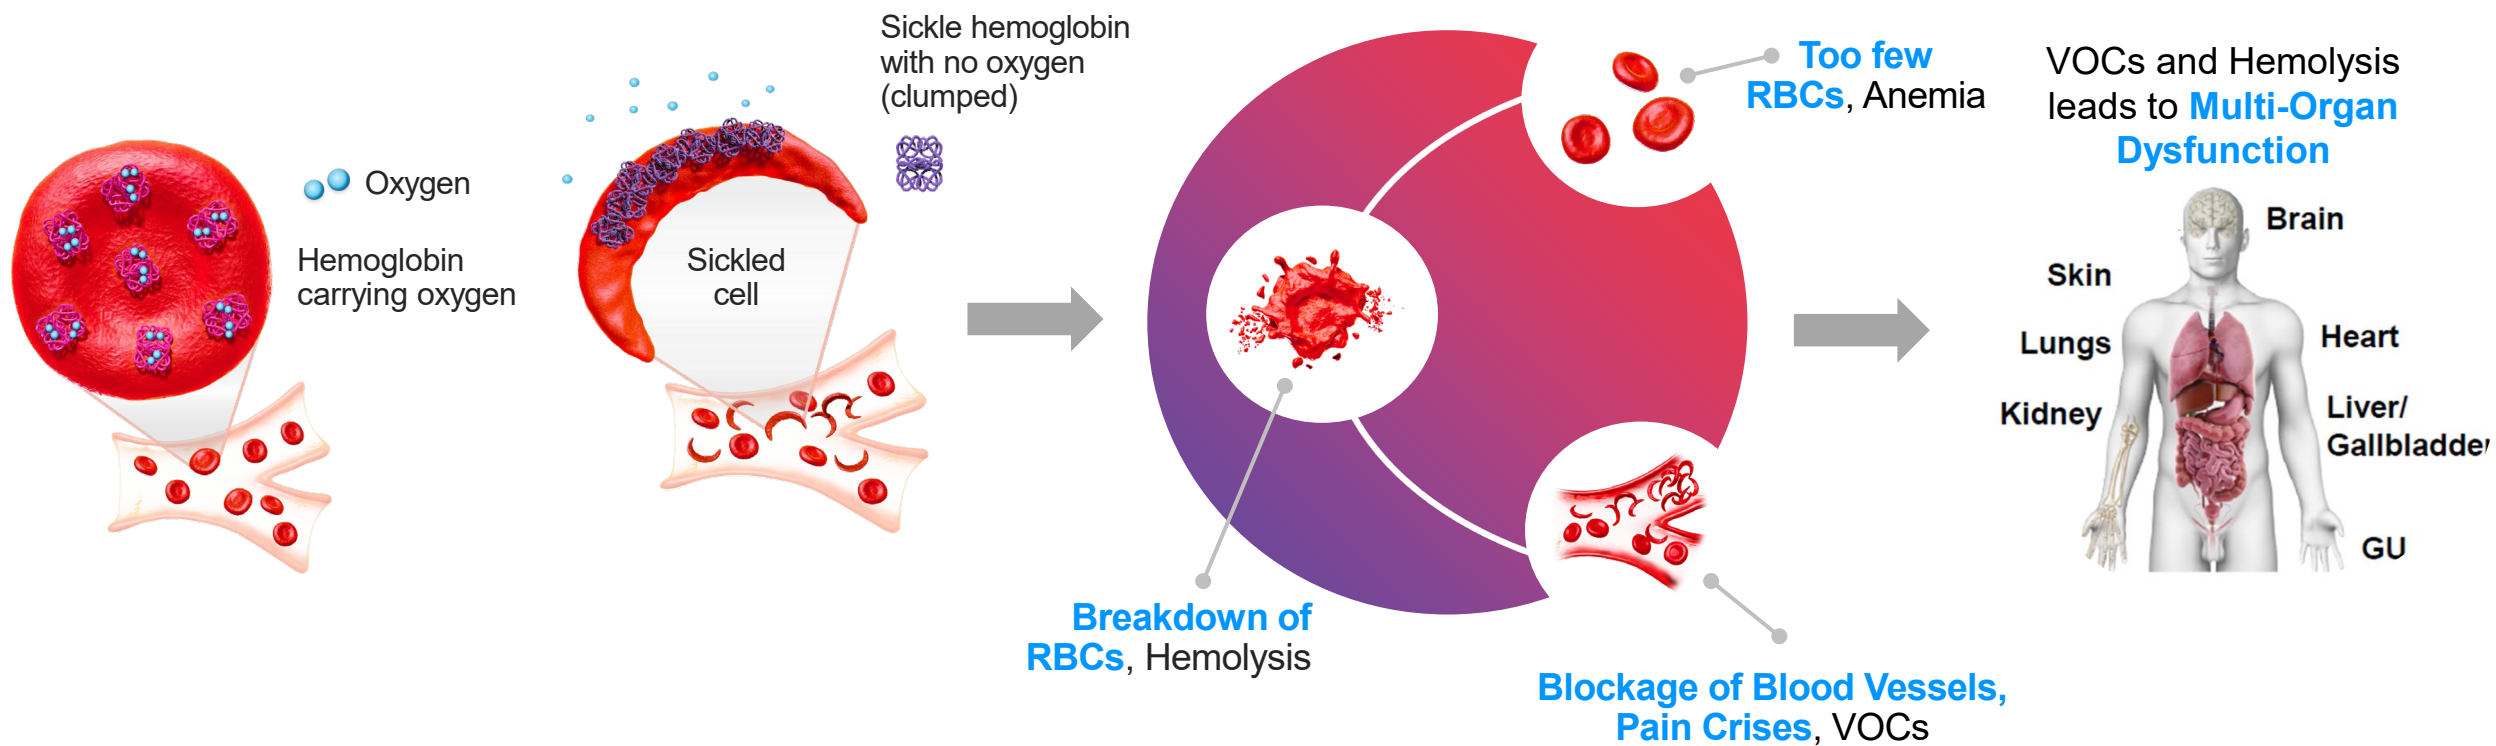 Oxygen
Hemoglobin
carrying oxygen
Sickle hemoglobin
with no oxygen
(clumped)
Sickled
cell
Breakdown of
RBCs, Hemolysis
Too few
RBCs, Anemia
Blockage of Blood Vessels,
Pain Crises, VOCs
VOCs and Hemolysis
leads to Multi-Organ
Dysfunction
Brain
Skin
Lungs
Heart
Kidney
Liver/
Gallbladder
GU